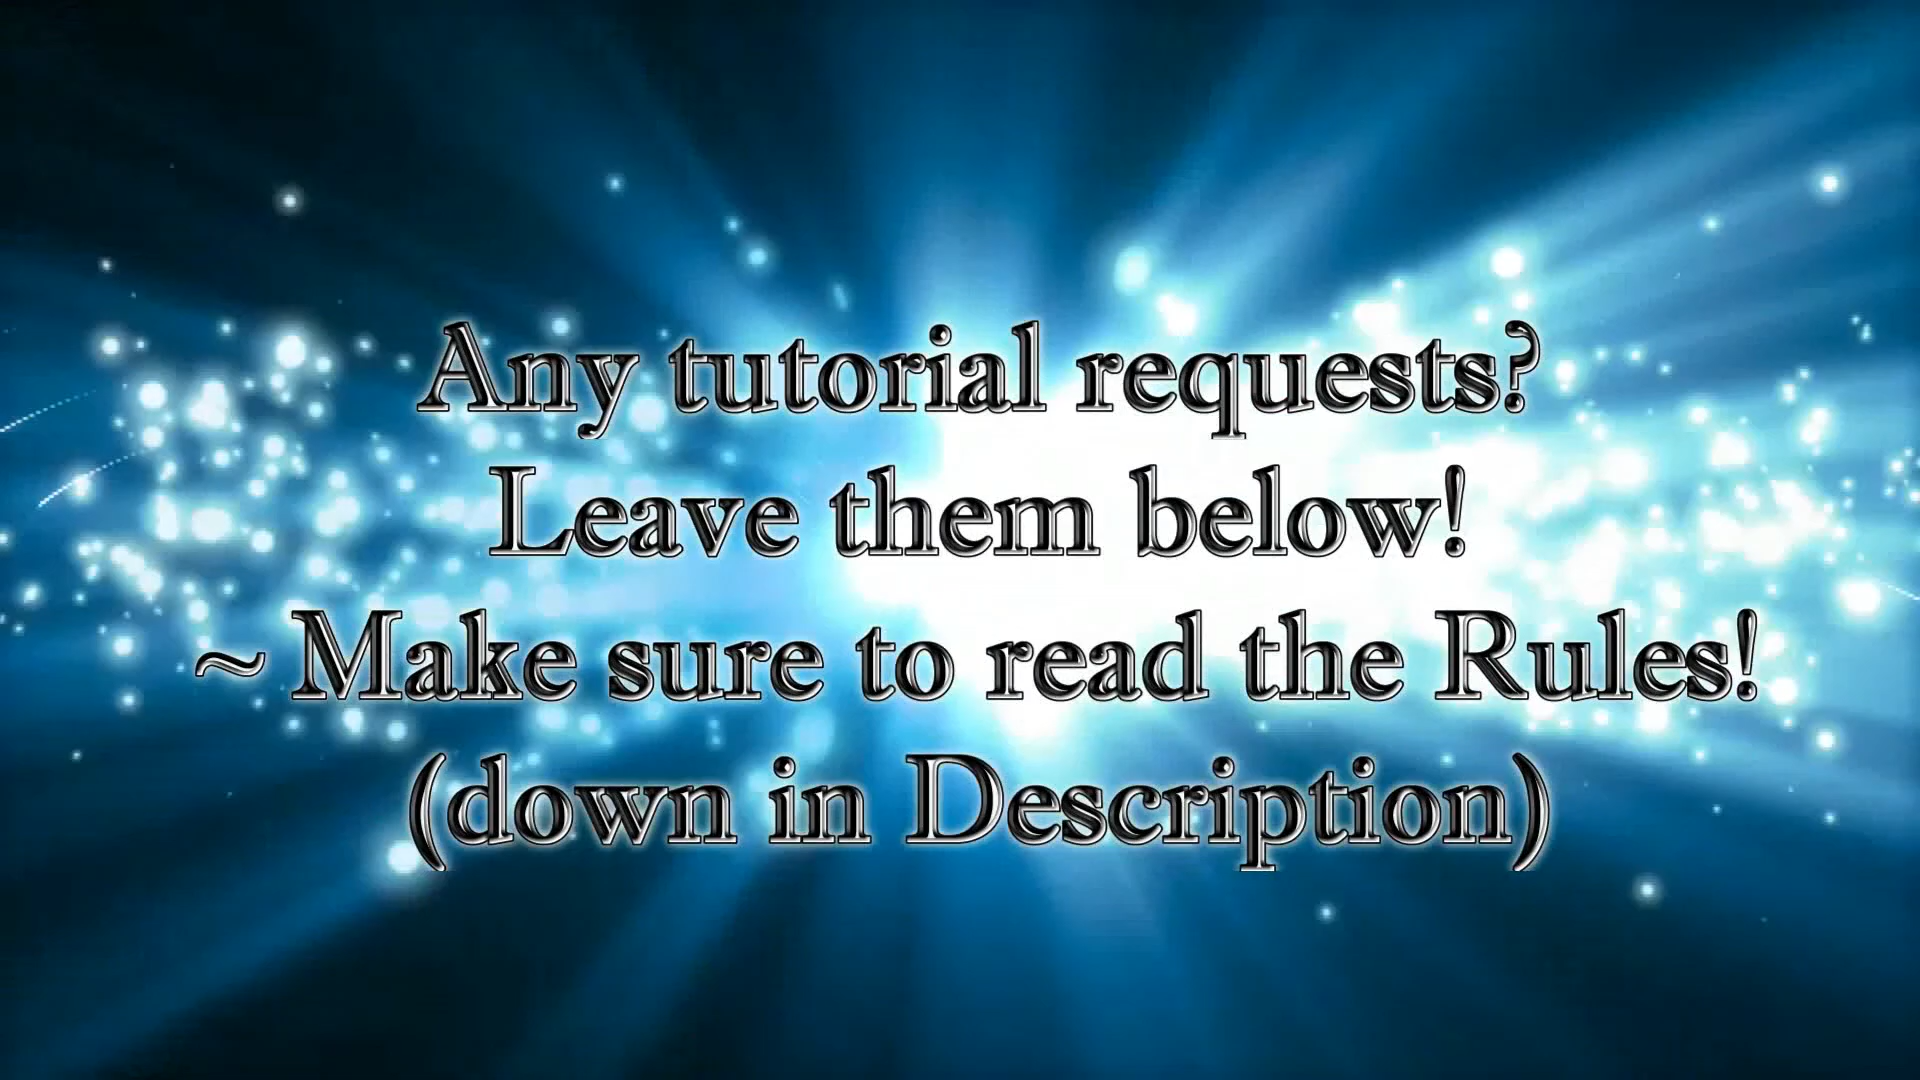 Any tutorial requests?
Leave them below!
~ Make sure to read the Rules!
(down in Description)